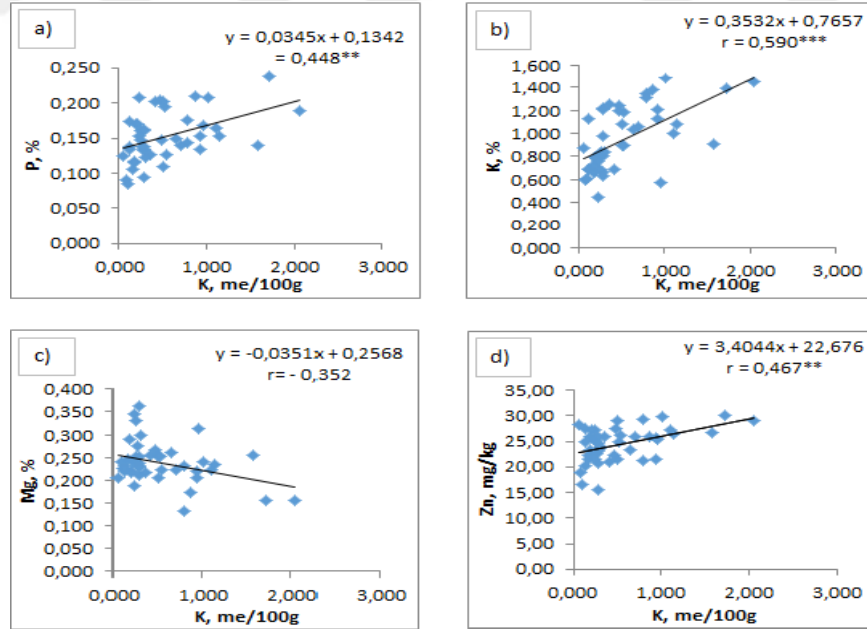 a)
y = 0,0345x + 0,1342
= 0,448**
0,250
0,200
0,150
0,100
0,050
0,000
P, %
0,000 1,000 2,000 3,000
K, me/100g
b)
y = 0,3532x + 0,7657
r = 0,590***
1,600
1,400
1,200
1,000
0,800
0,600
0,400
0,200
0,000
K, %
0,000 1,000 2,000 3,000
K, me/100g
c)
y = -0,0351x + 0,2568
r= - 0,352
0,400
0,350
0,300
0,250
0,200
0,150
0,100
0,050
0,000
Mg, %
0,000 1,000 2,000 3,000
K, me/100g
d)
y = 3,4044x + 22,676
r = 0,467**
35,00
30,00
25,00
20,00
15,00
10,00
5,00
0,00
Zn, mg/kg
0,000 1,000 2,000 3,000
K, me/100g